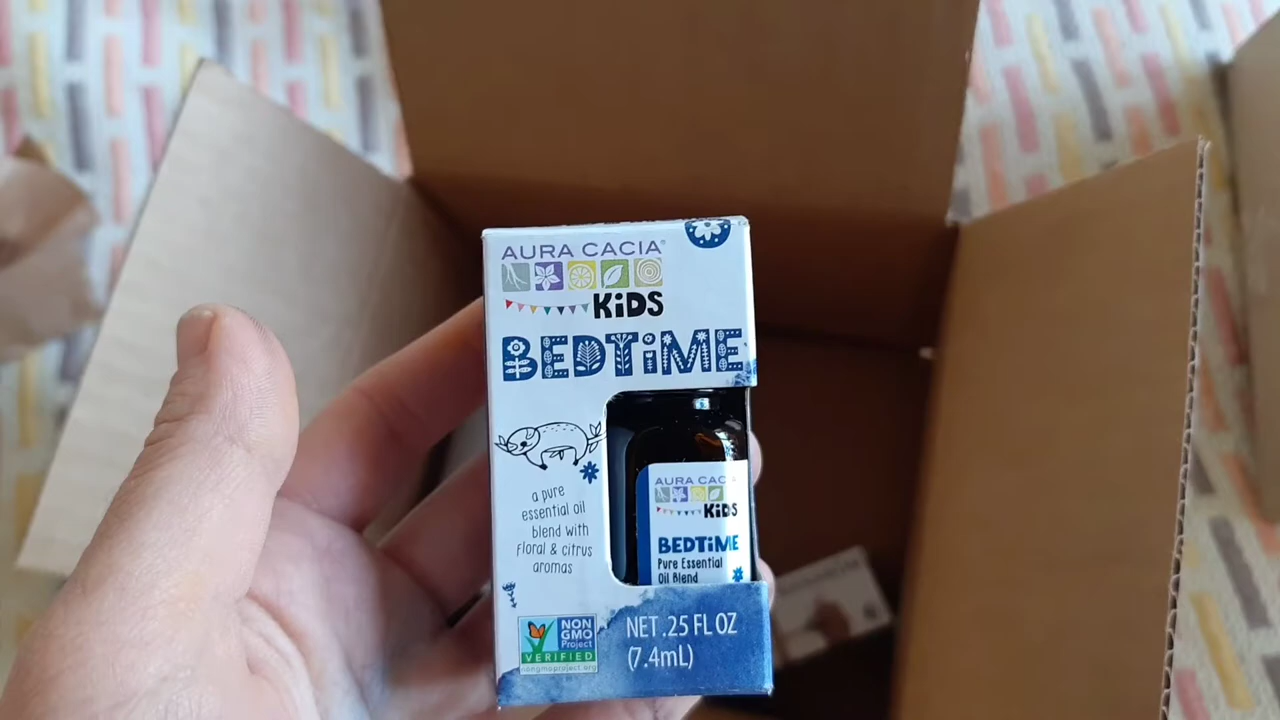 AURA CACIA®
KiDS
BEDTiME
a pure
essential oil
blend with
floral & citrus
aromas
AURA CACIA
KiDS
BEDTiME
Pure Essential
Oil Blend
NON
GMO
Project
VERIFIED
nongmoproject.org
NET .25 FL OZ
(7.4mL)